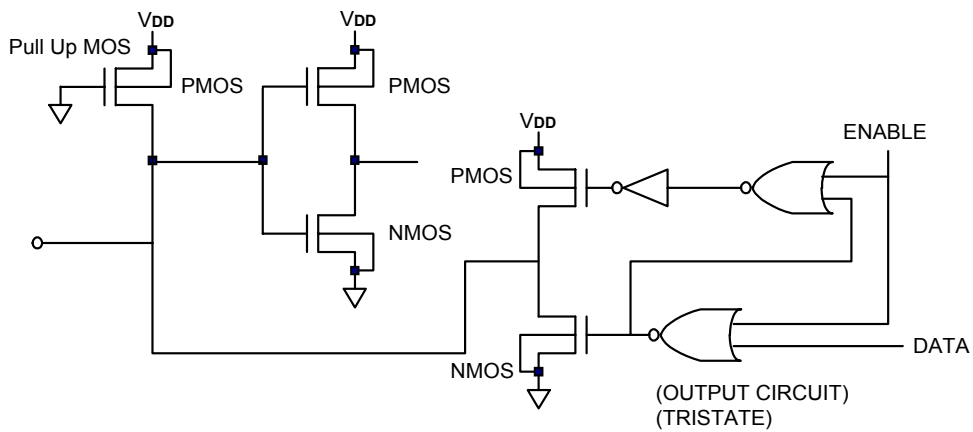 VDD
Pull Up MOS
PMOS
VDD
PMOS
NMOS
VDD
PMOS
NMOS
ENABLE
DATA
(OUTPUT CIRCUIT)
(TRISTATE)